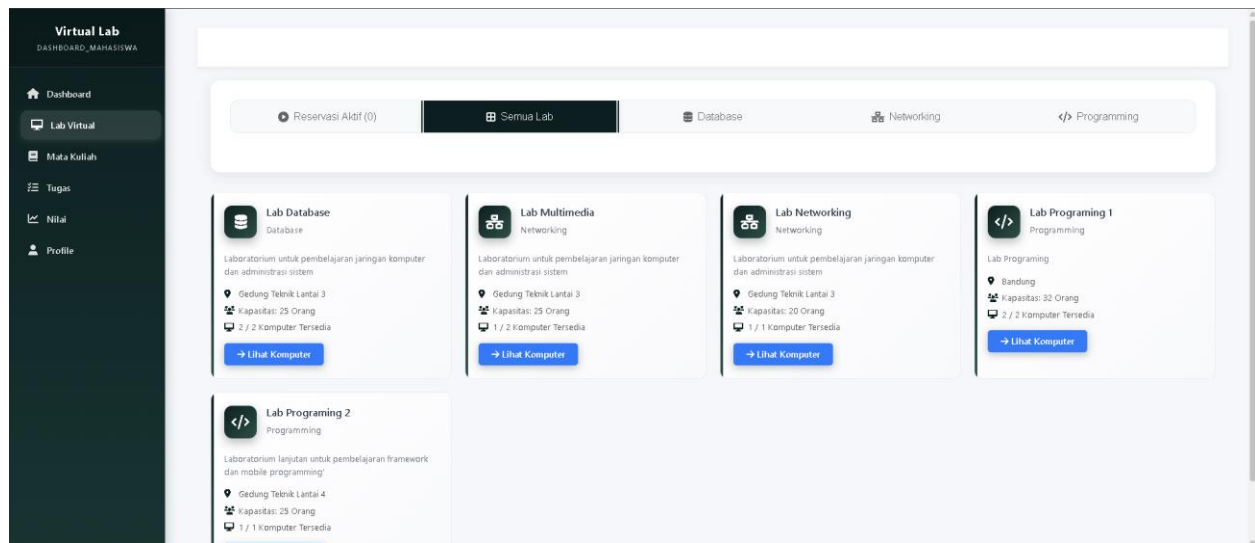 Virtual Lab
DASHBOARD_MAHASISWA
Dashboard
Lab Virtual
Mata Kuliah
Tugas
Nilai
Profile
Reservasi Aktif (0)
Semua Lab
Database
Networking
Programming
Lab Database
Database
Laboratorium untuk pembelajaran jaringan komputer
dan administrasi sistem
Gedung Teknik Lantai 3
Kapasitas: 25 Orang
2 / 2 Komputer Tersedia
→ Lihat Komputer
Lab Multimedia
Networking
Laboratorium untuk pembelajaran jaringan komputer
dan administrasi sistem
Gedung Teknik Lantai 3
Kapasitas: 25 Orang
1 / 2 Komputer Tersedia
→ Lihat Komputer
Lab Networking
Networking
Laboratorium untuk pembelajaran jaringan komputer
dan administrasi sistem
Gedung Teknik Lantai 3
Kapasitas: 20 Orang
1 / 1 Komputer Tersedia
→ Lihat Komputer
Lab Programing 1
Programming
Lab Programing
Bandung
Kapasitas: 32 Orang
2 / 2 Komputer Tersedia
→ Lihat Komputer
Lab Programing 2
Programming
Laboratorium lanjutan untuk pembelajaran framework
dan mobile programming'
Gedung Teknik Lantai 4
Kapasitas: 25 Orang
1 / 1 Komputer Tersedia